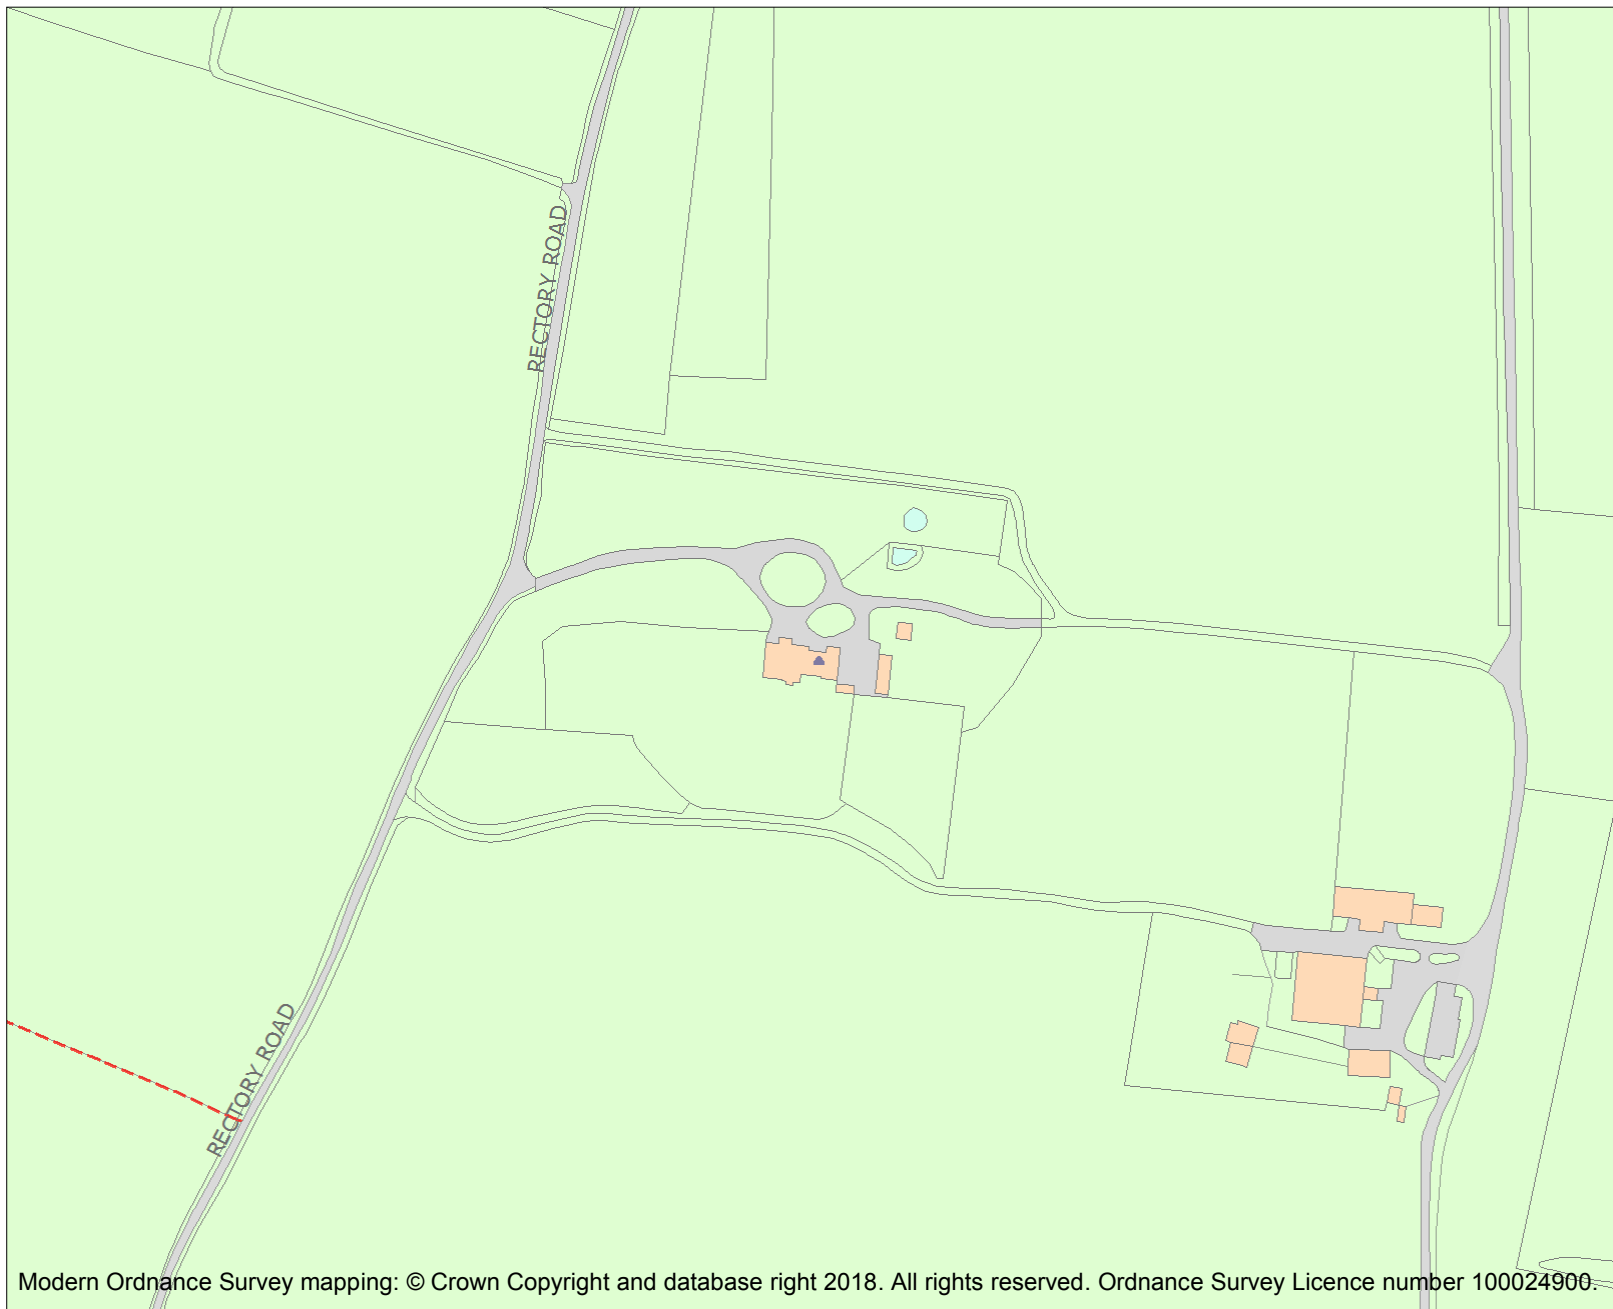 RECTORY ROAD
RECTORY ROAD
Modern Ordnance Survey mapping: © Crown Copyright and database right 2018. All rights reserved. Ordnance Survey Licence number 100024900.